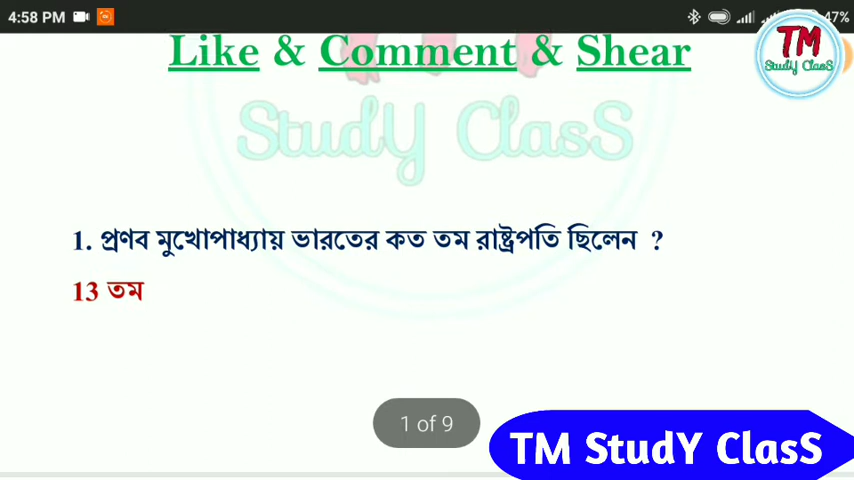 4:58 PM
47%
Like & Comment & Shear
TM
StudY ClasS
StudY ClasS
1. প্রণব মুখোপাধ্যায় ভারতের কত তম রাষ্ট্রপতি ছিলেন ?
13 তম
1 of 9
TM StudY ClasS